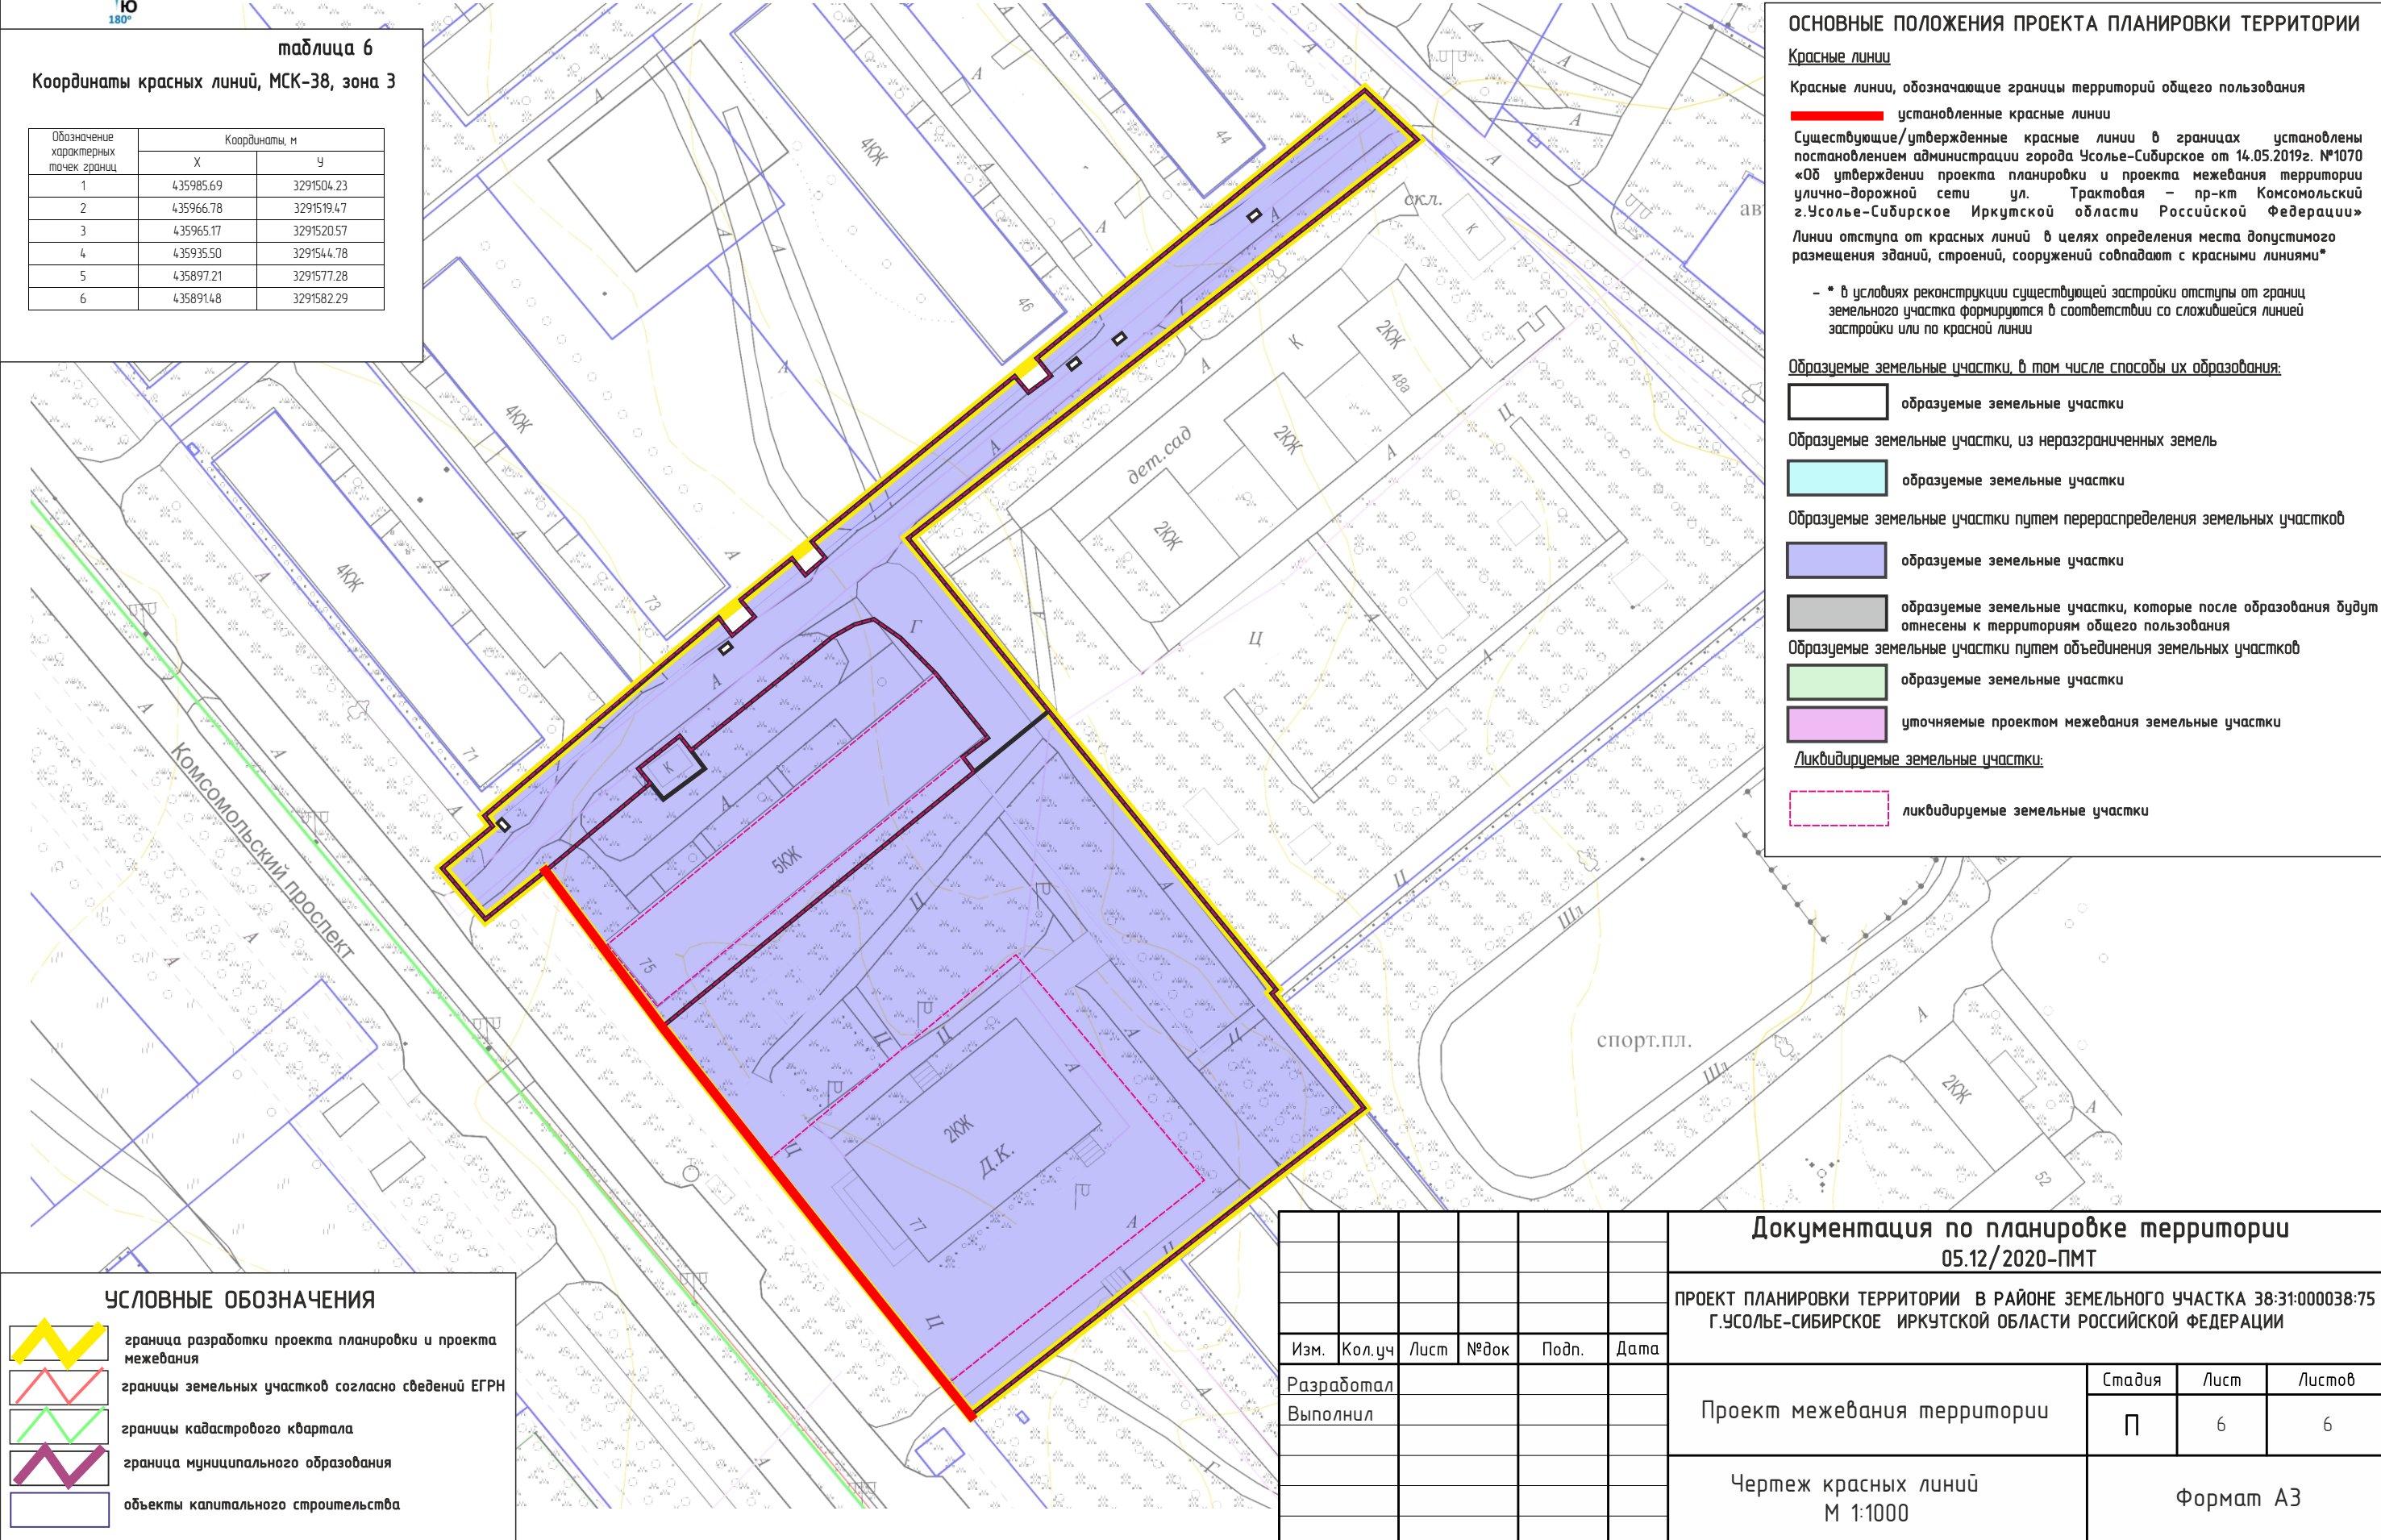 Ю
180°
таблица 6
Координаты красных линий, МСК-38, зона 3
Обозначение характерных точек границ
Координаты, м
X У
1 435985.69 3291504.23
2 435966.78 3291519.47
3 435965.17 3291520.57
4 435935.50 3291544.78
5 435897.21 3291577.28
6 435891.48 3291582.29
ОСНОВНЫЕ ПОЛОЖЕНИЯ ПРОЕКТА ПЛАНИРОВКИ ТЕРРИТОРИИ
Красные линии
Красные линии, обозначающие границы территорий общего пользования
установленные красные линии
Существующие/утвержденные красные линии в границах установлены
постановлением администрации города Усолье-Сибирское от 14.05.2019г. №1070
«Об утверждении проекта планировки и проекта межевания территории
улично-дорожной сети ул. Трактовая – пр-кт Комсомольский
г.Усолье-Сибирское Иркутской области Российской Федерации»
Линии отступа от красных линий в целях определения места допустимого
размещения зданий, строений, сооружений совпадают с красными линиями*
- * в условиях реконструкции существующей застройки отступы от границ
земельного участка формируются в соответствии со сложившейся линией
застройки или по красной линии
Образуемые земельные участки, в том числе способы их образования:
образуемые земельные участки
Образуемые земельные участки, из неразграниченных земель
образуемые земельные участки
Образуемые земельные участки путем перераспределения земельных участков
образуемые земельные участки
образуемые земельные участки, которые после образования будут
отнесены к территориям общего пользования
Образуемые земельные участки путем объединения земельных участков
образуемые земельные участки
уточняемые проектом межевания земельные участки
Ликвидируемые земельные участки:
ликвидируемые земельные участки
4КЖ
44
46
скл.
К
авт
4КЖ
73
4КЖ
71
К
2КЖ
48а
2КЖ
дет.сад
2КЖ
Ц
Г
К
5КЖ
75
Комсомольский проспект
2КЖ
Д.К.
77
спорт.пл.
Шл
Шл
2КЖ
52
УСЛОВНЫЕ ОБОЗНАЧЕНИЯ
граница разработки проекта планировки и проекта
межевания
границы земельных участков согласно сведений ЕГРН
границы кадастрового квартала
граница муниципального образования
объекты капитального строительства
Документация по планировке территории
05.12/2020-ПМТ
ПРОЕКТ ПЛАНИРОВКИ ТЕРРИТОРИИ В РАЙОНЕ ЗЕМЕЛЬНОГО УЧАСТКА 38:31:000038:75
Г.УСОЛЬЕ-СИБИРСКОЕ ИРКУТСКОЙ ОБЛАСТИ РОССИЙСКОЙ ФЕДЕРАЦИИ
Изм. Кол.уч Лист №док Подп. Дата
Разработал
Выполнил
Проект межевания территории
Стадия Лист Листов
П 6 6
Чертеж красных линий
М 1:1000
Формат А3